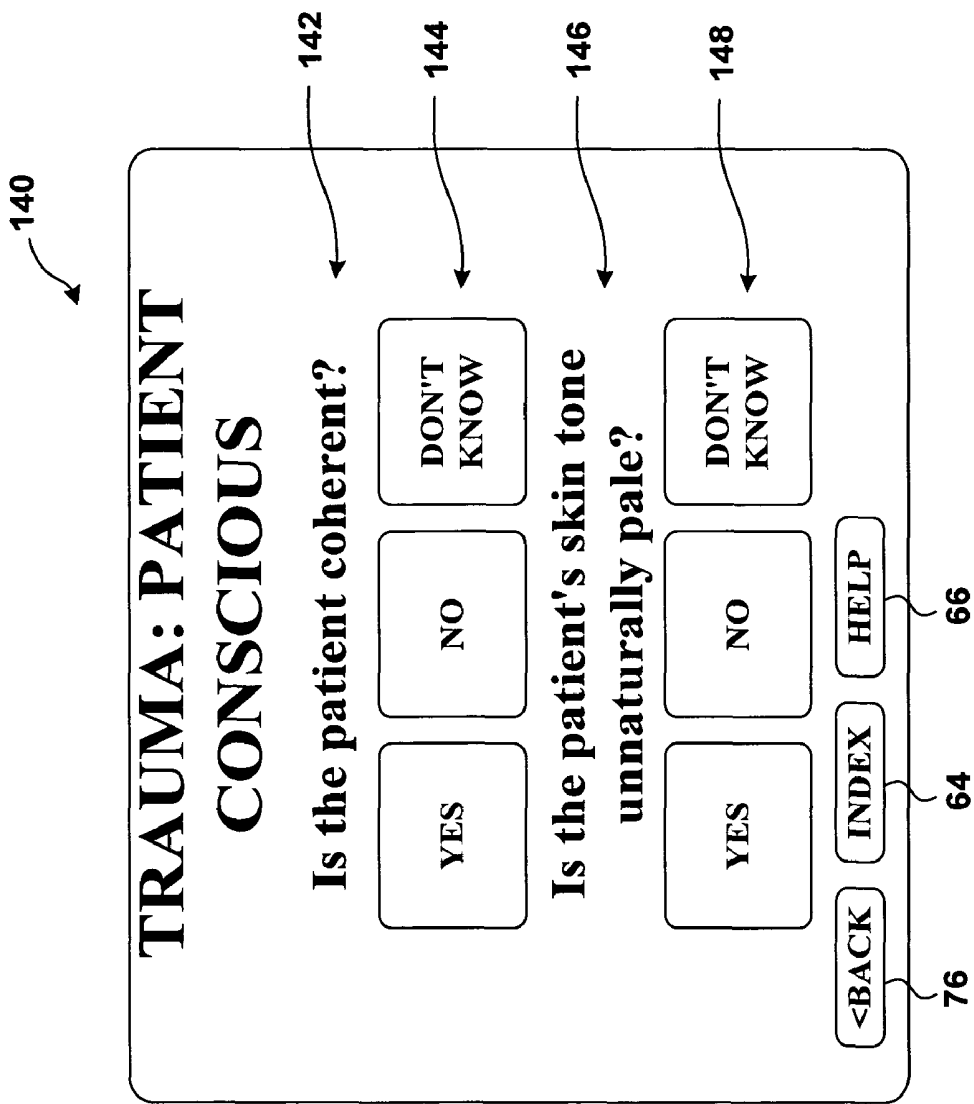 140
TRAUMA: PATIENT
CONSCIOUS
142
Is the patient coherent?
144
YES
NO
DON'T
KNOW
146
Is the patient's skin tone
unnaturally pale?
148
YES
NO
DON'T
KNOW
<BACK
INDEX
HELP
76
64
66